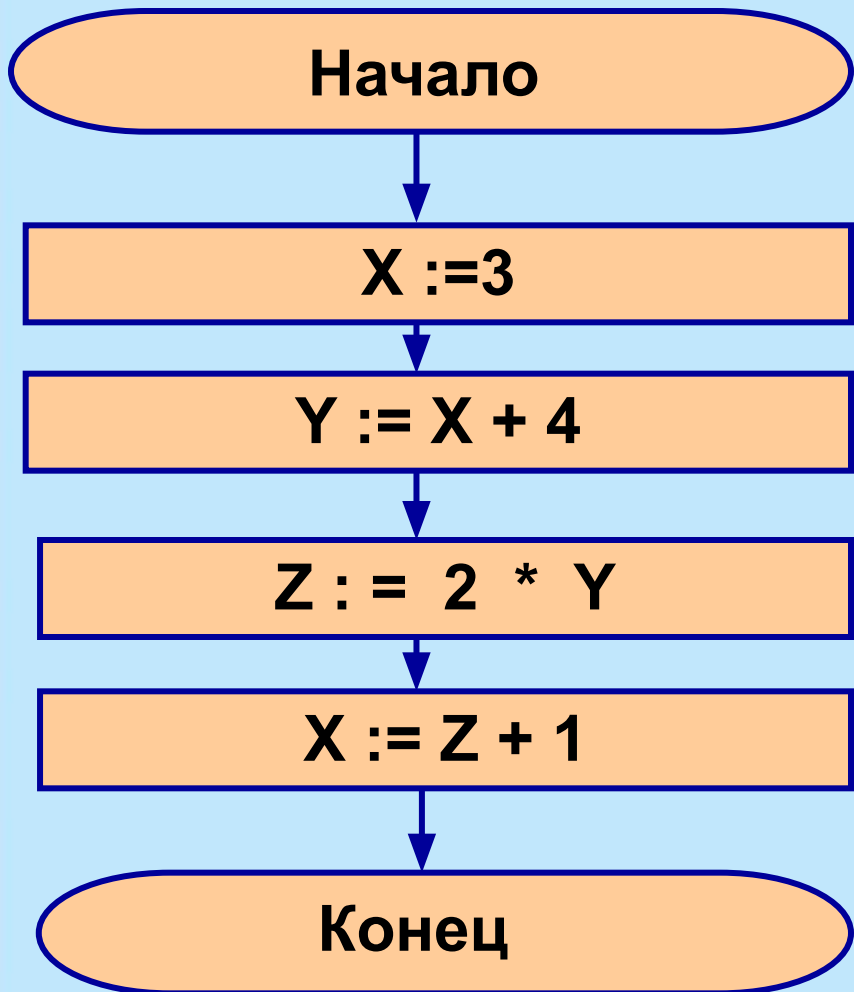 Начало
X :=3
Y := X + 4
Z : = 2 * Y
X := Z + 1
Конец